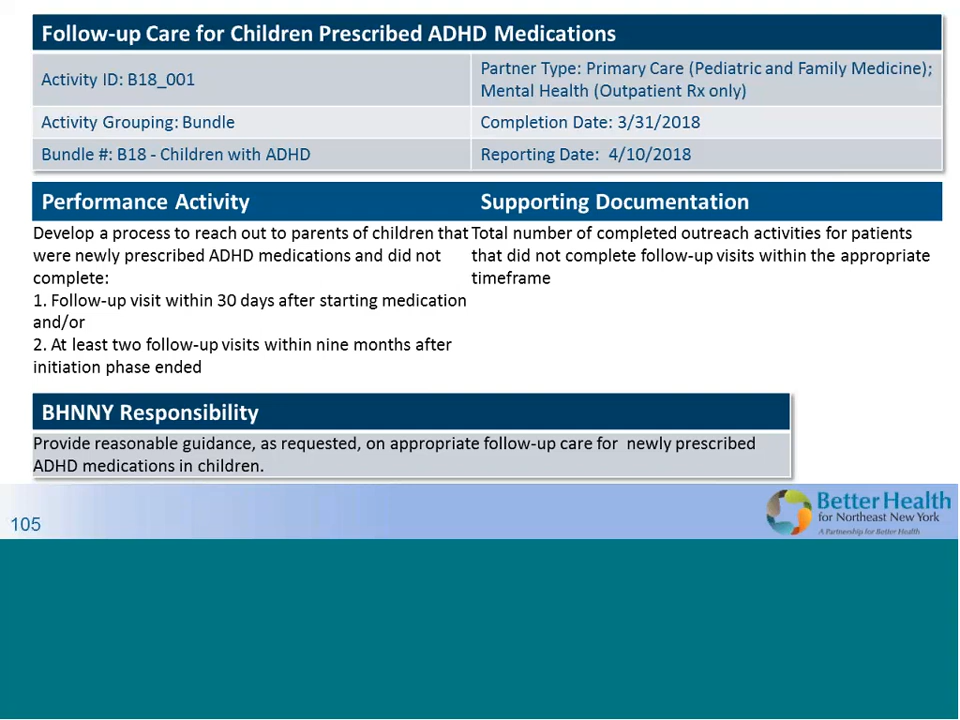 Follow-up Care for Children Prescribed ADHD Medications
Activity ID: B18_001
Partner Type: Primary Care (Pediatric and Family Medicine);
Mental Health (Outpatient Rx only)
Activity Grouping: Bundle
Completion Date: 3/31/2018
Bundle #: B18 - Children with ADHD
Reporting Date: 4/10/2018
Performance Activity
Develop a process to reach out to parents of children that
were newly prescribed ADHD medications and did not
complete:
1. Follow-up visit within 30 days after starting medication
and/or
2. At least two follow-up visits within nine months after
initiation phase ended
Supporting Documentation
Total number of completed outreach activities for patients
that did not complete follow-up visits within the appropriate
timeframe
BHNNY Responsibility
Provide reasonable guidance, as requested, on appropriate follow-up care for newly prescribed
ADHD medications in children.
105
Better Health
for Northeast New York
A Partnership for Better Health